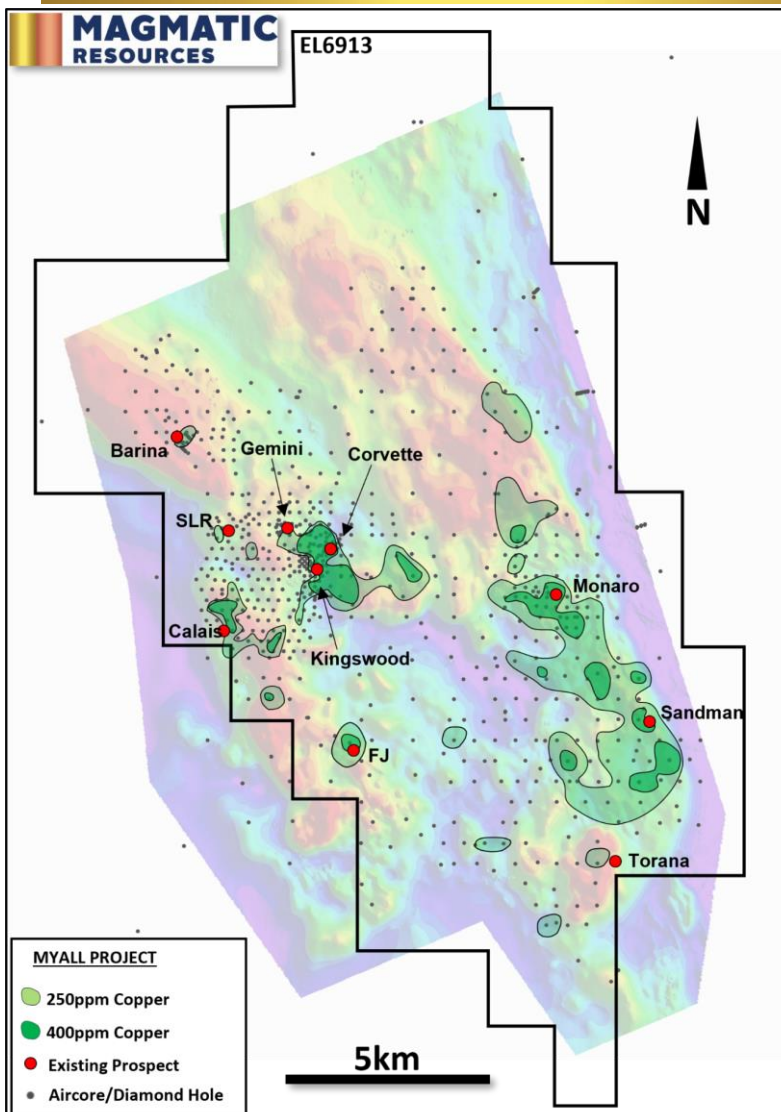 MAGMATIC
RESOURCES
EL6913
N
Barina
Gemini
Corvette
SLR
Monaro
Calais
Kingswood
Sandman
FJ
Torana
MYALL PROJECT
250ppm Copper
400ppm Copper
Existing Prospect
Aircore/Diamond Hole
5km